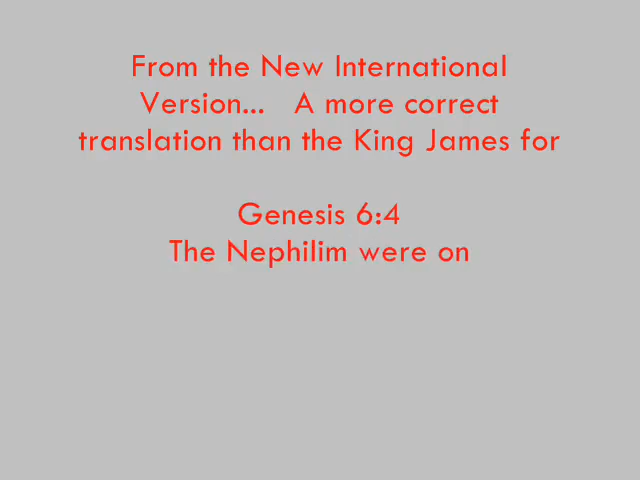 From the New International
Version... A more correct
translation than the King James for
Genesis 6:4
The Nephilim were on